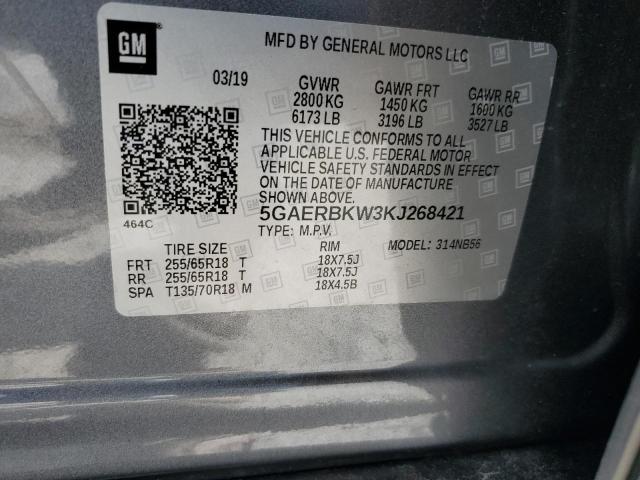 GM
MFD BY GENERAL MOTORS LLC
03/19 GVWR GAWR FRT GAWR RR
2800 KG 1450 KG 1600 KG
6173 LB 3196 LB 3527 LB
THIS VEHICLE CONFORMS TO ALL
APPLICABLE U.S. FEDERAL MOTOR
VEHICLE SAFETY STANDARDS IN EFFECT
ON THE DATE OF MANUFACTURE
SHOWN ABOVE.
464C
5GAERBKW3KJ268421
TYPE: M.P.V. MODEL: 314NB56
TIRE SIZE RIM
FRT 255/65R18 T 18X7.5J
RR 255/65R18 T 18X7.5J
SPA T135/70R18 M 18X4.5B